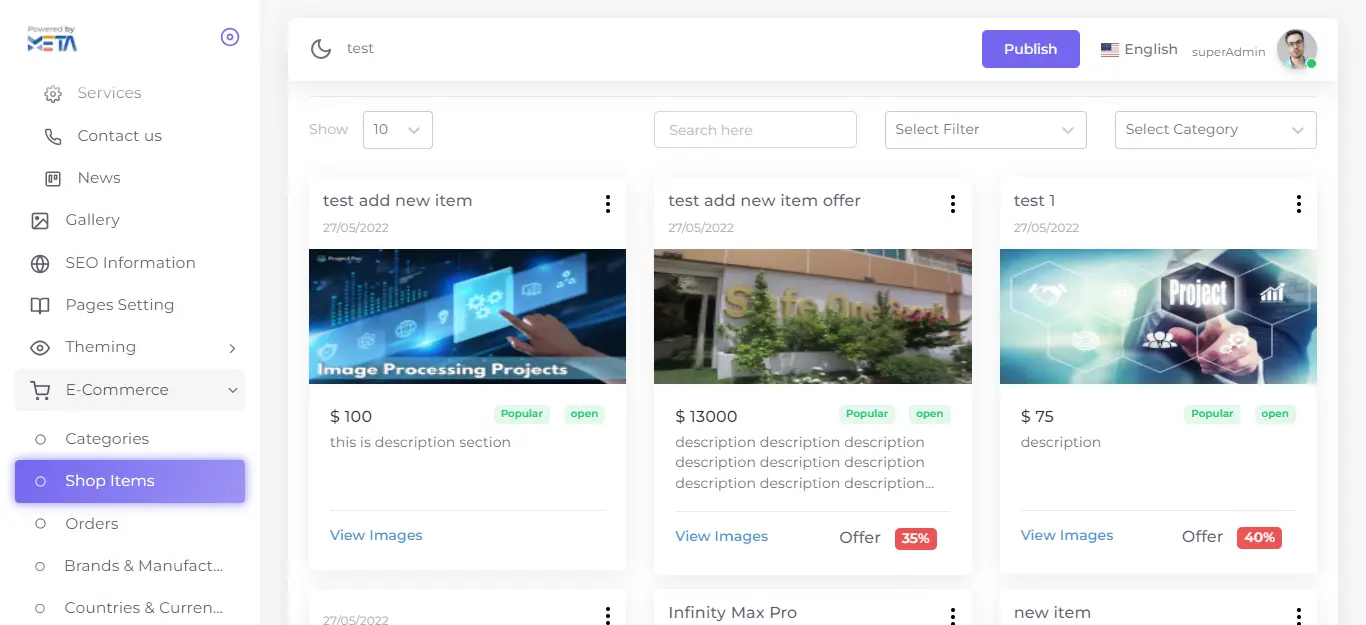 Powered by
META
Services
Contact us
News
Gallery
SEO Information
Pages Setting
Theming
E-Commerce
Categories
Shop Items
Orders
Brands & Manufact...
Countries & Curren...
test
Publish
English
superAdmin
Show
10
Search here
Select Filter
Select Category
test add new item
27/05/2022
Project Pro
Image Processing Projects
$ 100
Popular
open
this is description section
View Images
test add new item offer
27/05/2022
Safe One Stock
$ 13000
Popular
open
description description description
description description description
description description description...
View Images
Offer
35%
test 1
27/05/2022
Project
$ 75
Popular
open
description
View Images
Offer
40%
27/05/2022
Infinity Max Pro
new item